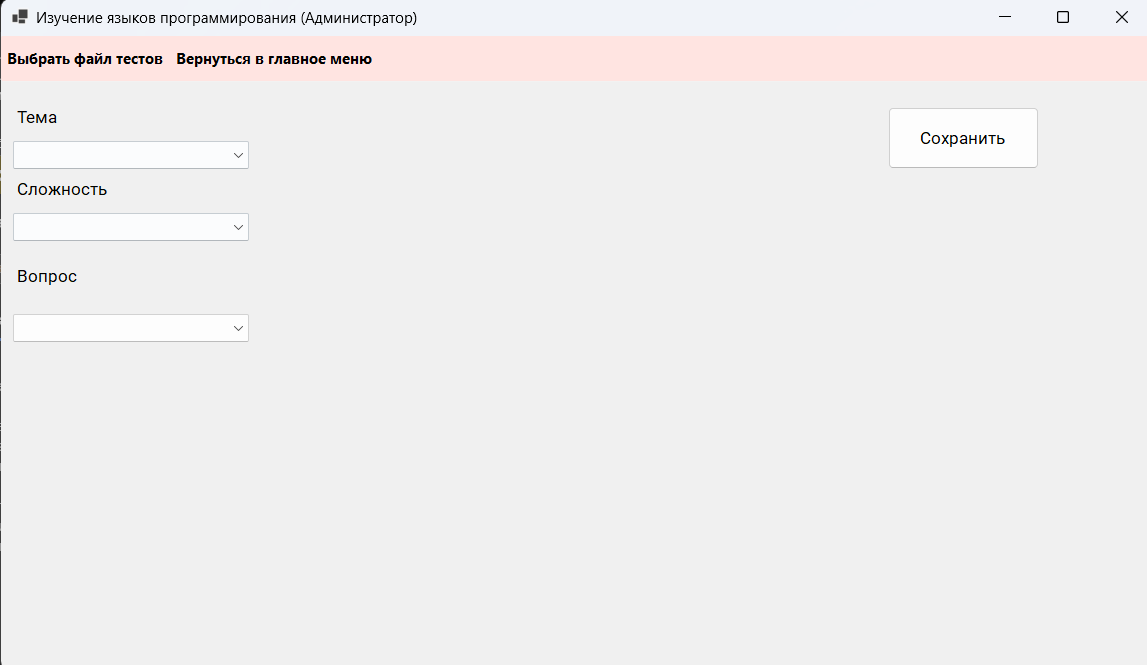 Изучение языков программирования (Администратор)
Выбрать файл тестов Вернуться в главное меню
Тема
Сохранить
Сложность
Вопрос